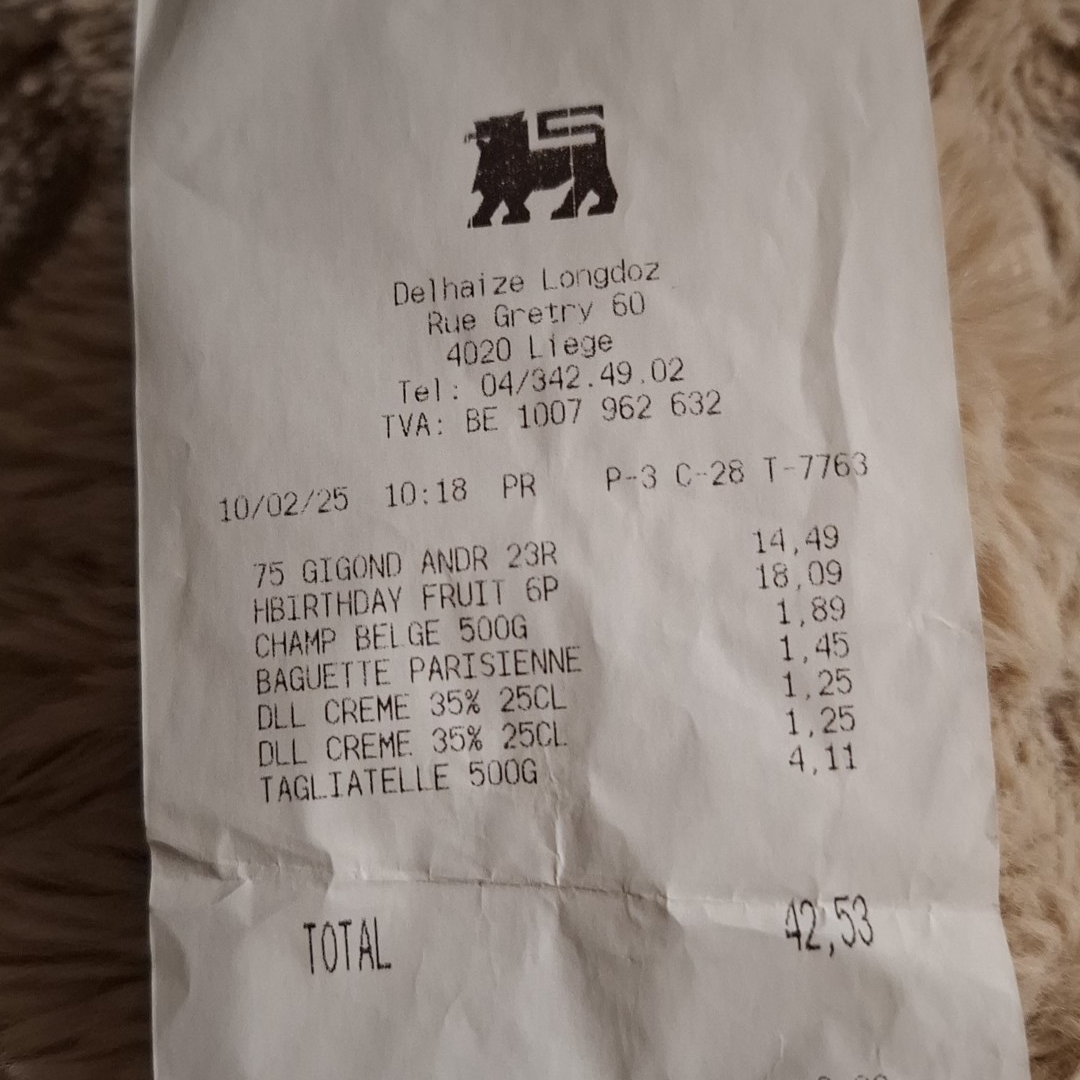 Delhaize Longdoz
Rue Gretry 60
4020 Liege
Tel: 04/342.49.02
TVA: BE 1007 962 632
10/02/25 10:18 PR P-3 C-28 T-7763
75 GIGOND ANDR 23R 14,49
HBIRTHDAY FRUIT 6P 18,09
CHAMP BELGE 500G 1,89
BAGUETTE PARISIENNE 1,45
DLL CREME 35% 25CL 1,25
DLL CREME 35% 25CL 1,25
TAGLIATELLE 500G 4,11
TOTAL 42,53